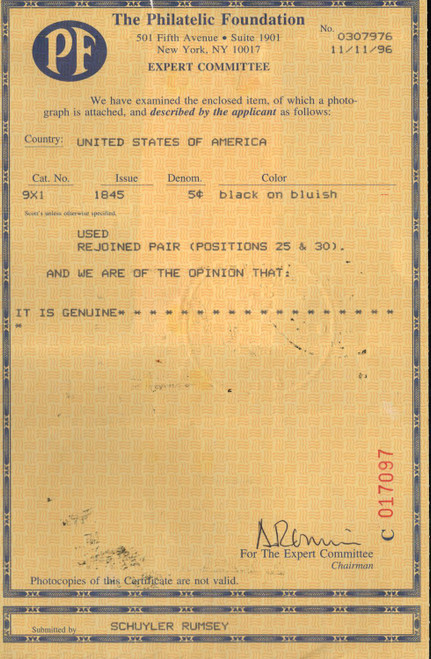 The Philatelic Foundation
PF
501 Fifth Avenue • Suite 1901
New York, NY 10017
EXPERT COMMITTEE
No. 0307976
11/11/96
We have examined the enclosed item, of which a photo-
graph is attached, and described by the applicant as follows:
Country: UNITED STATES OF AMERICA
Cat. No. Issue Denom. Color
9X1 1845 5¢ black on bluish
Scott's unless otherwise specified.
USED
REJOINED PAIR (POSITIONS 25 & 30).
AND WE ARE OF THE OPINION THAT:
IT IS GENUINE* * * * * * * * * * * * * * * * * *
*
C 017097
For The Expert Committee
Chairman
Photocopies of this Certificate are not valid.
Submitted by SCHUYLER RUMSEY